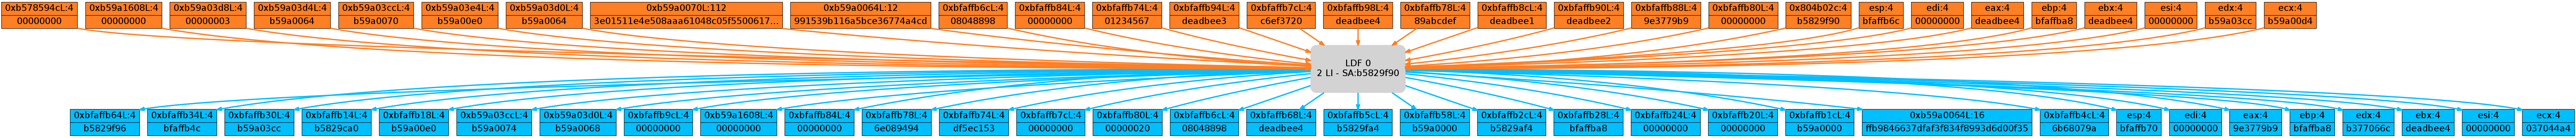 0xb578594cL:4
00000000
0xb59a1608L:4
00000000
0xb59a03d8L:4
00000003
0xb59a03d4L:4
b59a0064
0xb59a03ccL:4
b59a0070
0xb59a03e4L:4
b59a00e0
0xb59a03d0L:4
b59a0064
0xb59a0070L:112
3e01511e4e508aaa61048c05f5500617...
0xb59a0064L:12
991539b116a5bce36774a4cd
0xbfaffb6cL:4
08048898
0xbfaffb84L:4
00000000
0xbfaffb74L:4
01234567
0xbfaffb94L:4
deadbee3
0xbfaffb7cL:4
c6ef3720
0xbfaffb98L:4
deadbee4
0xbfaffb78L:4
89abcdef
0xbfaffb8cL:4
deadbee1
0xbfaffb90L:4
deadbee2
0xbfaffb88L:4
9e3779b9
0xbfaffb80L:4
00000000
0x804b02c:4
b5829f90
esp:4
bfaffb6c
edi:4
00000000
eax:4
deadbee4
ebp:4
bfaffba8
ebx:4
deadbee4
esi:4
00000000
edx:4
b59a03cc
ecx:4
b59a00d4
LDF 0
2 LI - SA:b5829f90
0xbfaffb64L:4
b5829f96
0xbfaffb34L:4
bfaffb4c
0xbfaffb30L:4
b59a03cc
0xbfaffb14L:4
b5829ca0
0xbfaffb18L:4
b59a00e0
0xb59a03ccL:4
b59a0074
0xb59a03d0L:4
b59a0068
0xbfaffb9cL:4
00000000
0xb59a1608L:4
00000000
0xbfaffb84L:4
00000000
0xbfaffb78L:4
6e089494
0xbfaffb74L:4
df5ec153
0xbfaffb7cL:4
00000000
0xbfaffb80L:4
00000020
0xbfaffb6cL:4
08048898
0xbfaffb68L:4
deadbee4
0xbfaffb5cL:4
b5829fa4
0xbfaffb58L:4
b59a0000
0xbfaffb2cL:4
b5829af4
0xbfaffb28L:4
bfaffba8
0xbfaffb24L:4
00000000
0xbfaffb20L:4
00000000
0xbfaffb1cL:4
b59a0000
0xb59a0064L:16
ffb9846637dfaf3f834f8993d6d00f35
0xbfaffb4cL:4
6b68079a
esp:4
bfaffb70
edi:4
00000000
eax:4
9e3779b9
ebp:4
bfaffba8
edx:4
b377066c
ebx:4
deadbee4
esi:4
00000000
ecx:4
03704424